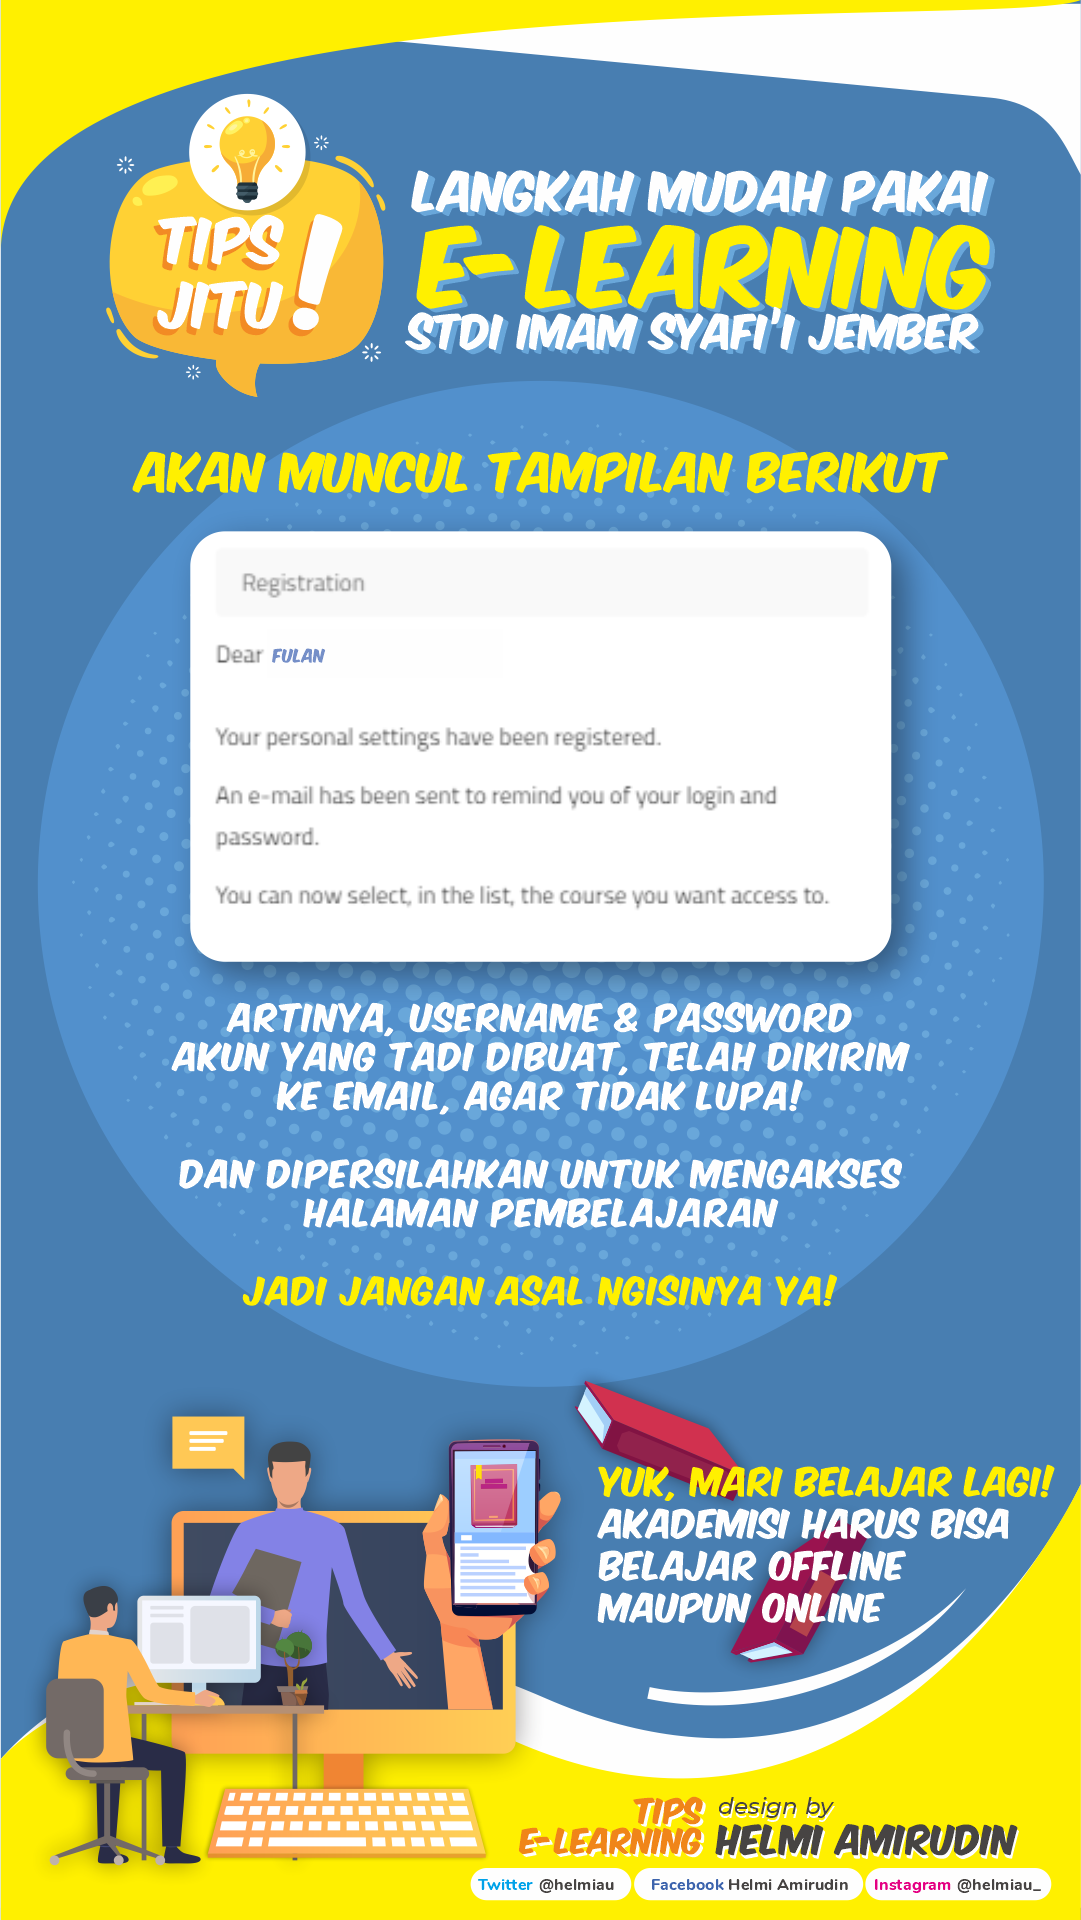 TIPS
JITU!
LANGKAH MUDAH PAKAI
E-LEARNING
STDI IMAM SYAFI'I JEMBER
AKAN MUNCUL TAMPILAN BERIKUT
Registration
Dear FULAN
Your personal settings have been registered.
An e-mail has been sent to remind you of your login and
password.
You can now select, in the list, the course you want access to.
ARTINYA, USERNAME & PASSWORD
AKUN YANG TADI DIBUAT, TELAH DIKIRIM
KE EMAIL, AGAR TIDAK LUPA!
DAN DIPERSILAHKAN UNTUK MENGAKSES
HALAMAN PEMBELAJARAN
JADI JANGAN ASAL NGISINYA YA!
YUK, MARI BELAJAR LAGI!
AKADEMISI HARUS BISA
BELAJAR OFFLINE
MAUPUN ONLINE
TIPS
E-LEARNING
design by
HELMI AMIRUDIN
Twitter @helmiau
Facebook Helmi Amirudin
Instagram @helmiau_